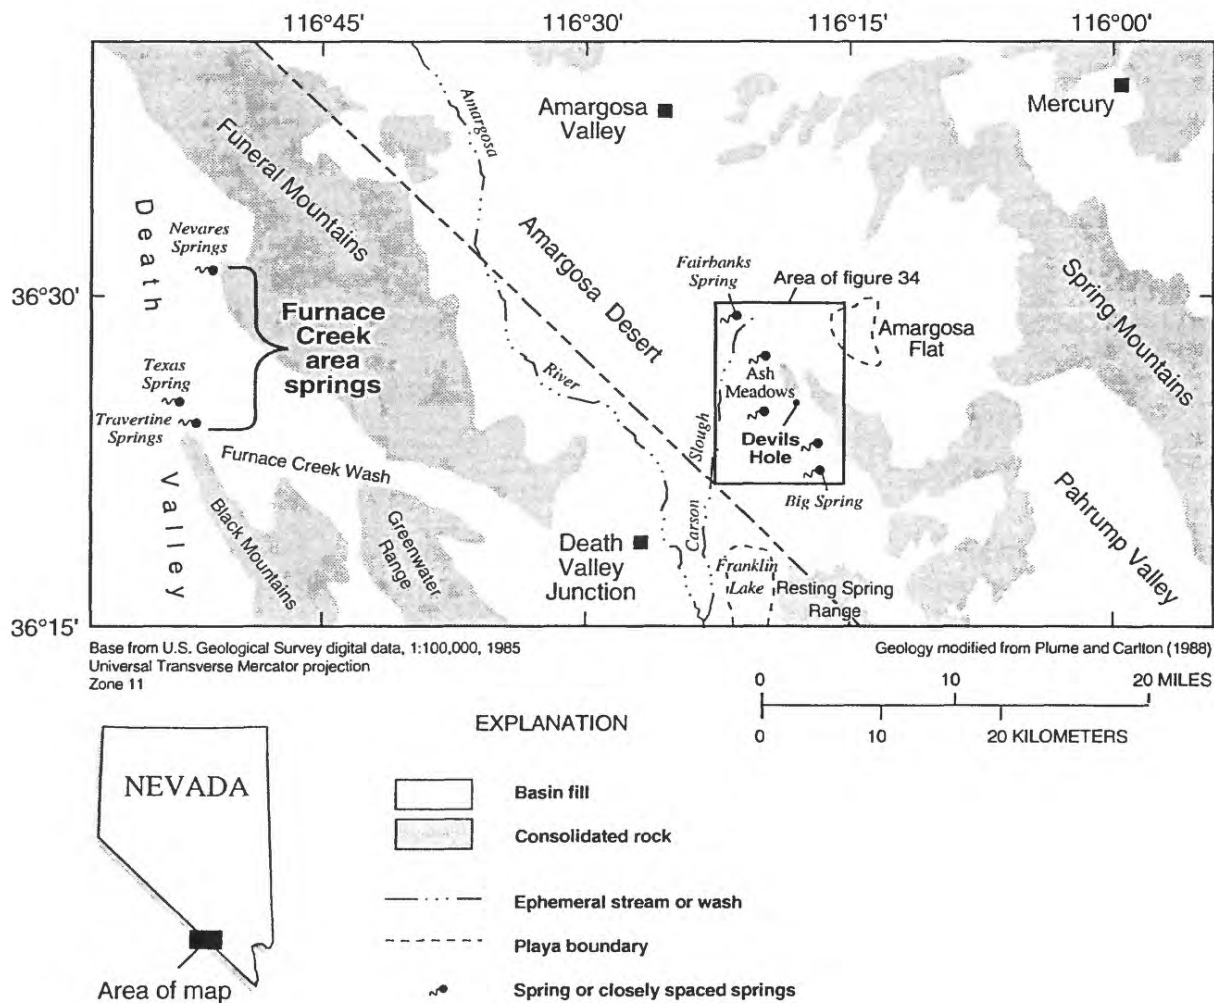 116°45' 116°30' 116°15' 116°00'
Amargosa
Amargosa
Valley
Mercury
Funeral Mountains
Death
Valley
Nevares
Springs
Amargosa Desert
Fairbanks
Spring
Area of figure 34
Spring Mountains
36°30'
Furnace
Creek
area
springs
Amargosa
Flat
Texas
Spring
River
Ash
Meadows
Travertine
Springs
Slough
Devils
Hole
Furnace Creek Wash
Big Spring
Pahrump Valley
Black Mountains
Greenwater
Range
Death
Valley
Junction
Carson
Franklin
Lake
Resting Spring
Range
36°15'
Base from U.S. Geological Survey digital data, 1:100,000, 1985
Universal Transverse Mercator projection
Zone 11
Geology modified from Plume and Carlton (1988)
0 10 20 MILES
0 10 20 KILOMETERS
EXPLANATION
NEVADA
Area of map
Basin fill
Consolidated rock
Ephemeral stream or wash
Playa boundary
Spring or closely spaced springs